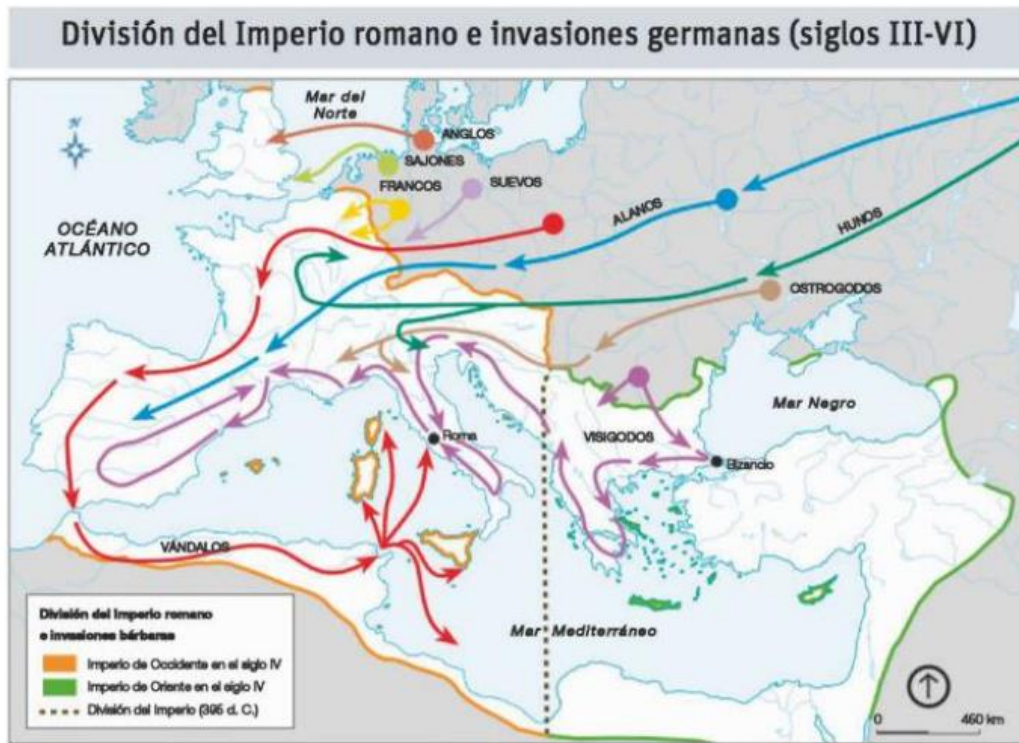 División del Imperio romano e invasiones germanas (siglos III-VI)
Mar del
Norte
ANGLOS
SAJONES
FRANCOS
SUEVOS
ALANOS
HUNOS
OCÉANO
ATLÁNTICO
OSTROGODOS
Mar Negro
VISIGODOS
Roma
Bizancio
VÁNDALOS
Mar Mediterráneo
División del Imperio romano
e invasiones bárbaras
Imperio de Occidente en el siglo IV
Imperio de Oriente en el siglo IV
División del Imperio (395 d. C.)
0 460 km